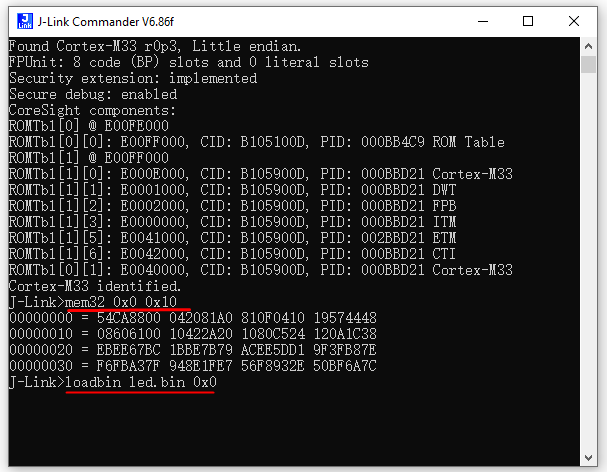 J-Link Commander V6.86f
Found Cortex-M33 r0p3, Little endian.
FPUnit: 8 code (BP) slots and 0 literal slots
Security extension: implemented
Secure debug: enabled
CoreSight components:
ROMTbl[0] @ E00FE000
ROMTbl[0][0]: E00FF000, CID: B105100D, PID: 000BB4C9 ROM Table
ROMTbl[1] @ E00FF000
ROMTbl[1][0]: E000E000, CID: B105900D, PID: 000BBD21 Cortex-M33
ROMTbl[1][1]: E0001000, CID: B105900D, PID: 000BBD21 DWT
ROMTbl[1][2]: E0002000, CID: B105900D, PID: 000BBD21 FPB
ROMTbl[1][3]: E0000000, CID: B105900D, PID: 000BBD21 ITM
ROMTbl[1][5]: E0041000, CID: B105900D, PID: 002BBD21 ETM
ROMTbl[1][6]: E0042000, CID: B105900D, PID: 000BBD21 CTI
ROMTbl[0][1]: E0040000, CID: B105900D, PID: 000BBD21 Cortex-M33
Cortex-M33 identified.
J-Link>mem32 0x0 0x10
00000000 = 54CA8800 042081A0 810F0410 19574448
00000010 = 08606100 10422A20 1080C524 120A1C38
00000020 = EBEE67BC 1BBE7B79 ACEE5DD1 9F3FB87E
00000030 = F6FBA37F 948E1FE7 56F8932E 50BF6A7C
J-Link>loadbin led.bin 0x0